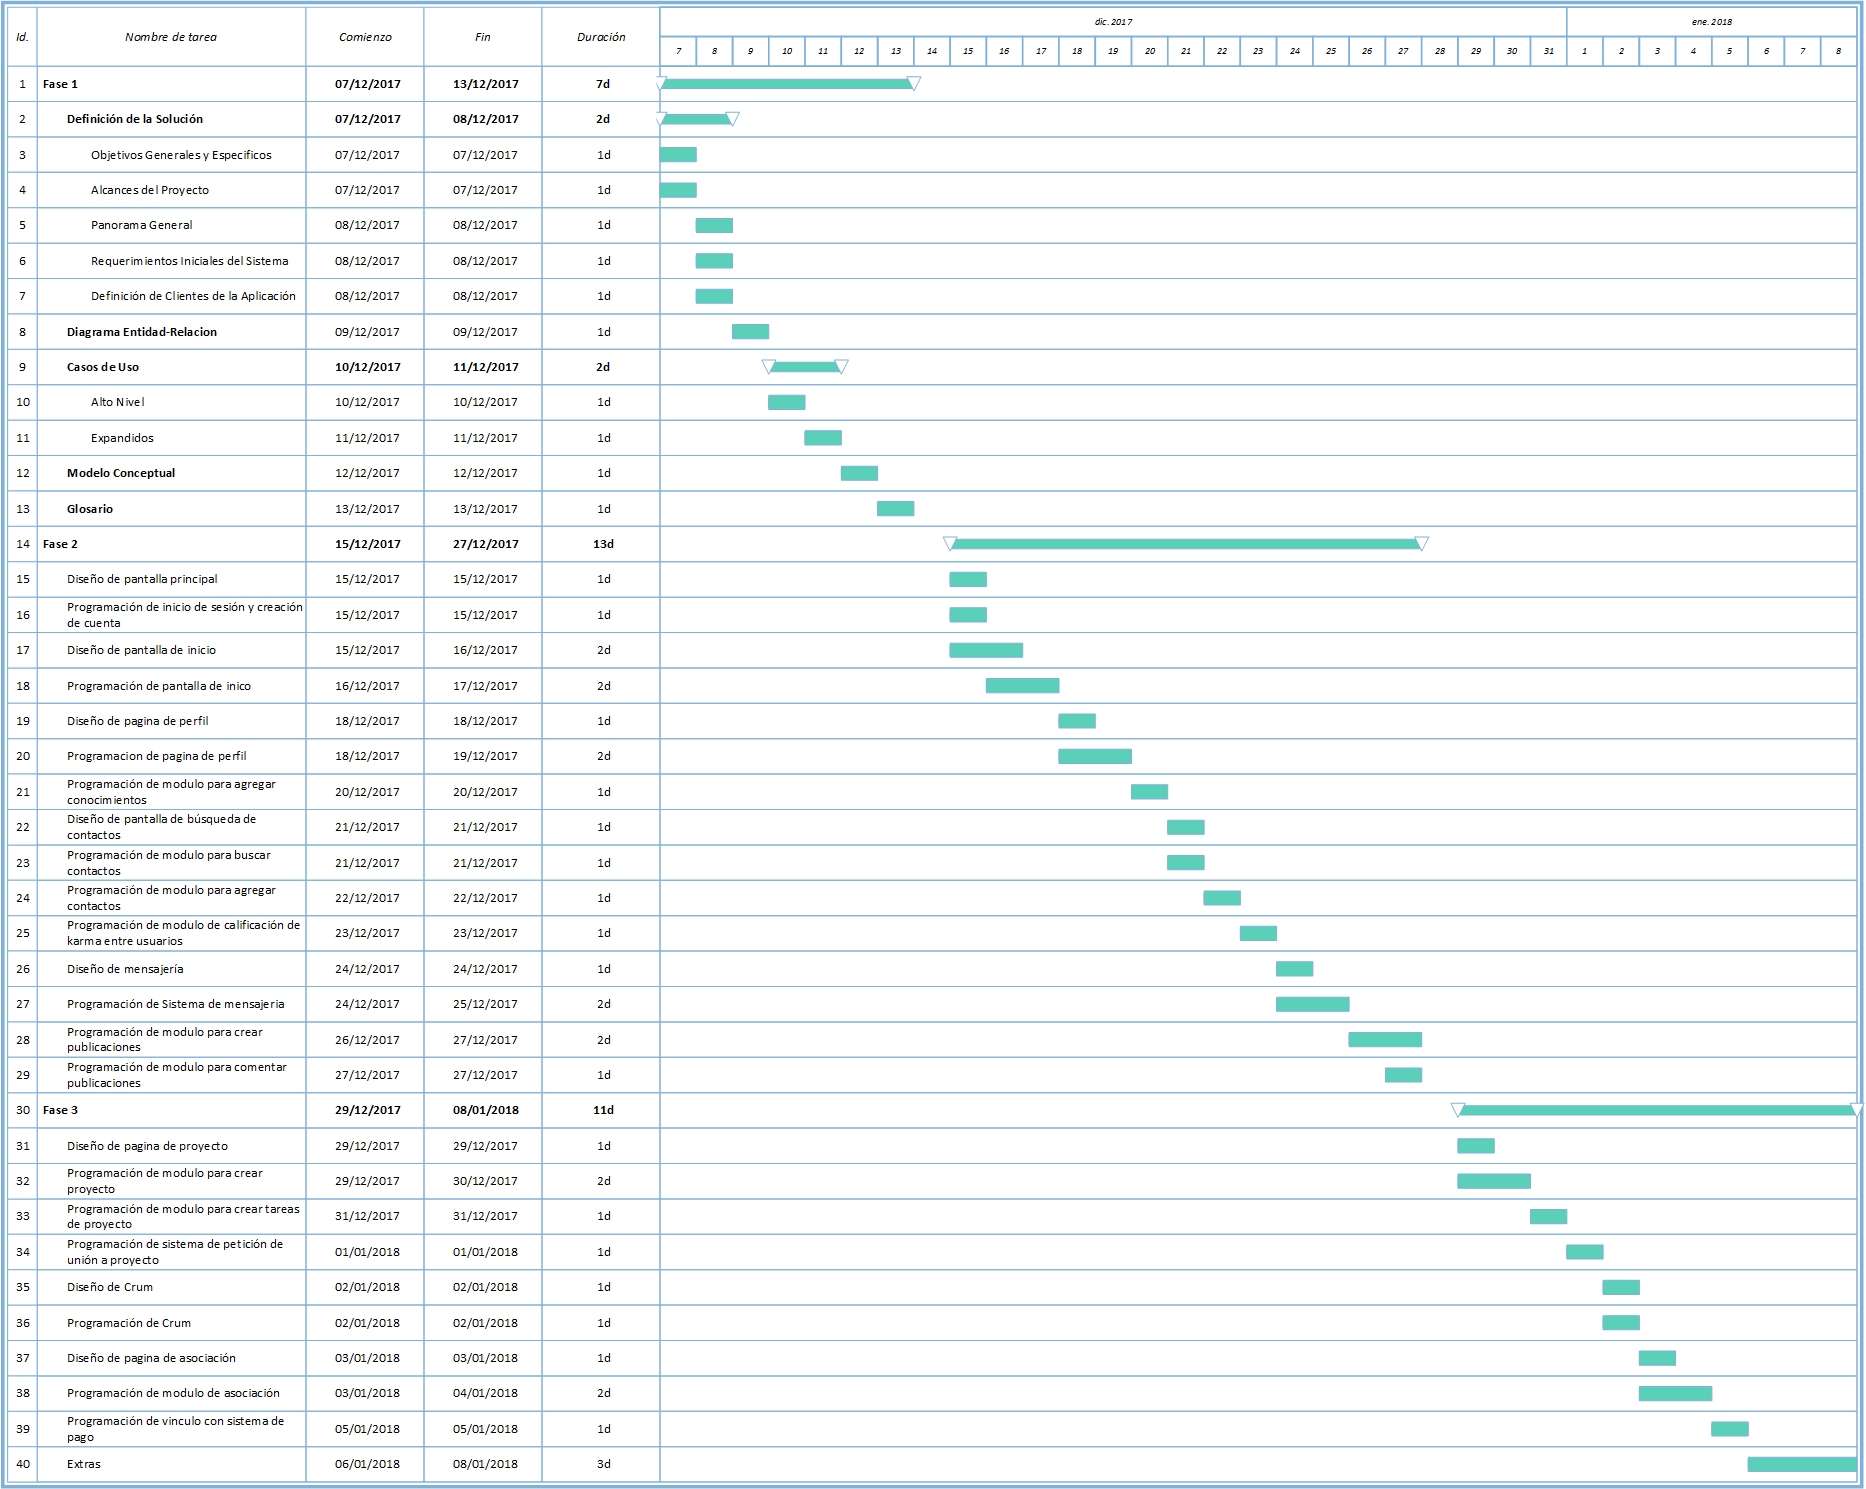 Id. Nombre de tarea Comienzo Fin Duración dic. 2017 ene. 2018
7 8 9 10 11 12 13 14 15 16 17 18 19 20 21 22 23 24 25 26 27 28 29 30 31 1 2 3 4 5 6 7 8
1 Fase 1 07/12/2017 13/12/2017 7d
2 Definición de la Solución 07/12/2017 08/12/2017 2d
3 Objetivos Generales y Especificos 07/12/2017 07/12/2017 1d
4 Alcances del Proyecto 07/12/2017 07/12/2017 1d
5 Panorama General 08/12/2017 08/12/2017 1d
6 Requerimientos Iniciales del Sistema 08/12/2017 08/12/2017 1d
7 Definición de Clientes de la Aplicación 08/12/2017 08/12/2017 1d
8 Diagrama Entidad-Relacion 09/12/2017 09/12/2017 1d
9 Casos de Uso 10/12/2017 11/12/2017 2d
10 Alto Nivel 10/12/2017 10/12/2017 1d
11 Expandidos 11/12/2017 11/12/2017 1d
12 Modelo Conceptual 12/12/2017 12/12/2017 1d
13 Glosario 13/12/2017 13/12/2017 1d
14 Fase 2 15/12/2017 27/12/2017 13d
15 Diseño de pantalla principal 15/12/2017 15/12/2017 1d
16 Programación de inicio de sesión y creación
de cuenta 15/12/2017 15/12/2017 1d
17 Diseño de pantalla de inicio 15/12/2017 16/12/2017 2d
18 Programación de pantalla de inico 16/12/2017 17/12/2017 2d
19 Diseño de pagina de perfil 18/12/2017 18/12/2017 1d
20 Programacion de pagina de perfil 18/12/2017 19/12/2017 2d
21 Programación de modulo para agregar
conocimientos 20/12/2017 20/12/2017 1d
22 Diseño de pantalla de búsqueda de
contactos 21/12/2017 21/12/2017 1d
23 Programación de modulo para buscar
contactos 21/12/2017 21/12/2017 1d
24 Programación de modulo para agregar
contactos 22/12/2017 22/12/2017 1d
25 Programación de modulo de calificación de
karma entre usuarios 23/12/2017 23/12/2017 1d
26 Diseño de mensajería 24/12/2017 24/12/2017 1d
27 Programación de Sistema de mensajeria 24/12/2017 25/12/2017 2d
28 Programación de modulo para crear
publicaciones 26/12/2017 27/12/2017 2d
29 Programación de modulo para comentar
publicaciones 27/12/2017 27/12/2017 1d
30 Fase 3 29/12/2017 08/01/2018 11d
31 Diseño de pagina de proyecto 29/12/2017 29/12/2017 1d
32 Programación de modulo para crear
proyecto 29/12/2017 30/12/2017 2d
33 Programación de modulo para crear tareas
de proyecto 31/12/2017 31/12/2017 1d
34 Programación de sistema de petición de
unión a proyecto 01/01/2018 01/01/2018 1d
35 Diseño de Crum 02/01/2018 02/01/2018 1d
36 Programación de Crum 02/01/2018 02/01/2018 1d
37 Diseño de pagina de asociación 03/01/2018 03/01/2018 1d
38 Programación de modulo de asociación 03/01/2018 04/01/2018 2d
39 Programación de vinculo con sistema de
pago 05/01/2018 05/01/2018 1d
40 Extras 06/01/2018 08/01/2018 3d